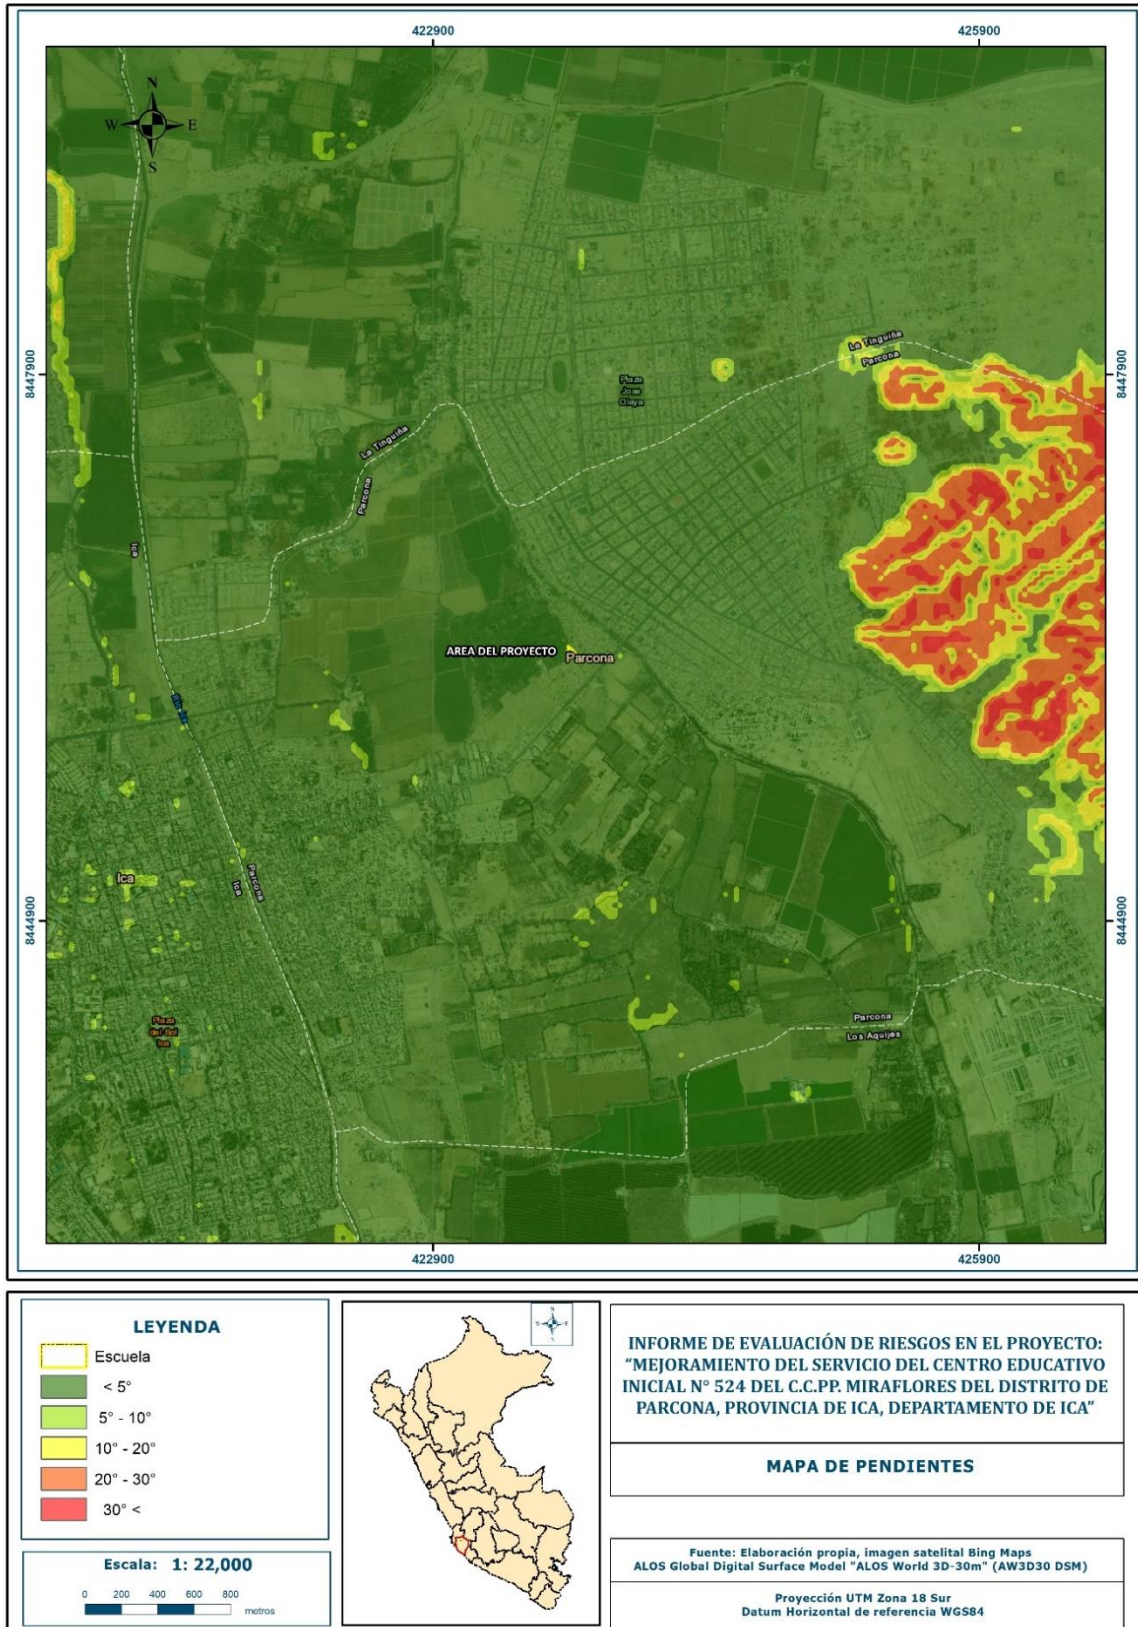 422900
425900
N
W
E
S
8447900
8447900
La Tinguiña
Parcona
Plaza
Jose
Olaya
La Tinguiña
Parcona
Ica
AREA DEL PROYECTO
Parcona
Rio Ica
Parcona
Ica
Ica
8444900
8444900
Plaza
del Sol
Ica
Parcona
Los Aquijes
422900
425900
LEYENDA
Escuela
< 5°
5° - 10°
10° - 20°
20° - 30°
30° <
Escala: 1: 22,000
0 200 400 600 800
metros
N
INFORME DE EVALUACIÓN DE RIESGOS EN EL PROYECTO:
“MEJORAMIENTO DEL SERVICIO DEL CENTRO EDUCATIVO
INICIAL N° 524 DEL C.C.PP. MIRAFLORES DEL DISTRITO DE
PARCONA, PROVINCIA DE ICA, DEPARTAMENTO DE ICA”
MAPA DE PENDIENTES
Fuente: Elaboración propia, imagen satelital Bing Maps
ALOS Global Digital Surface Model "ALOS World 3D-30m" (AW3D30 DSM)
Proyección UTM Zona 18 Sur
Datum Horizontal de referencia WGS84